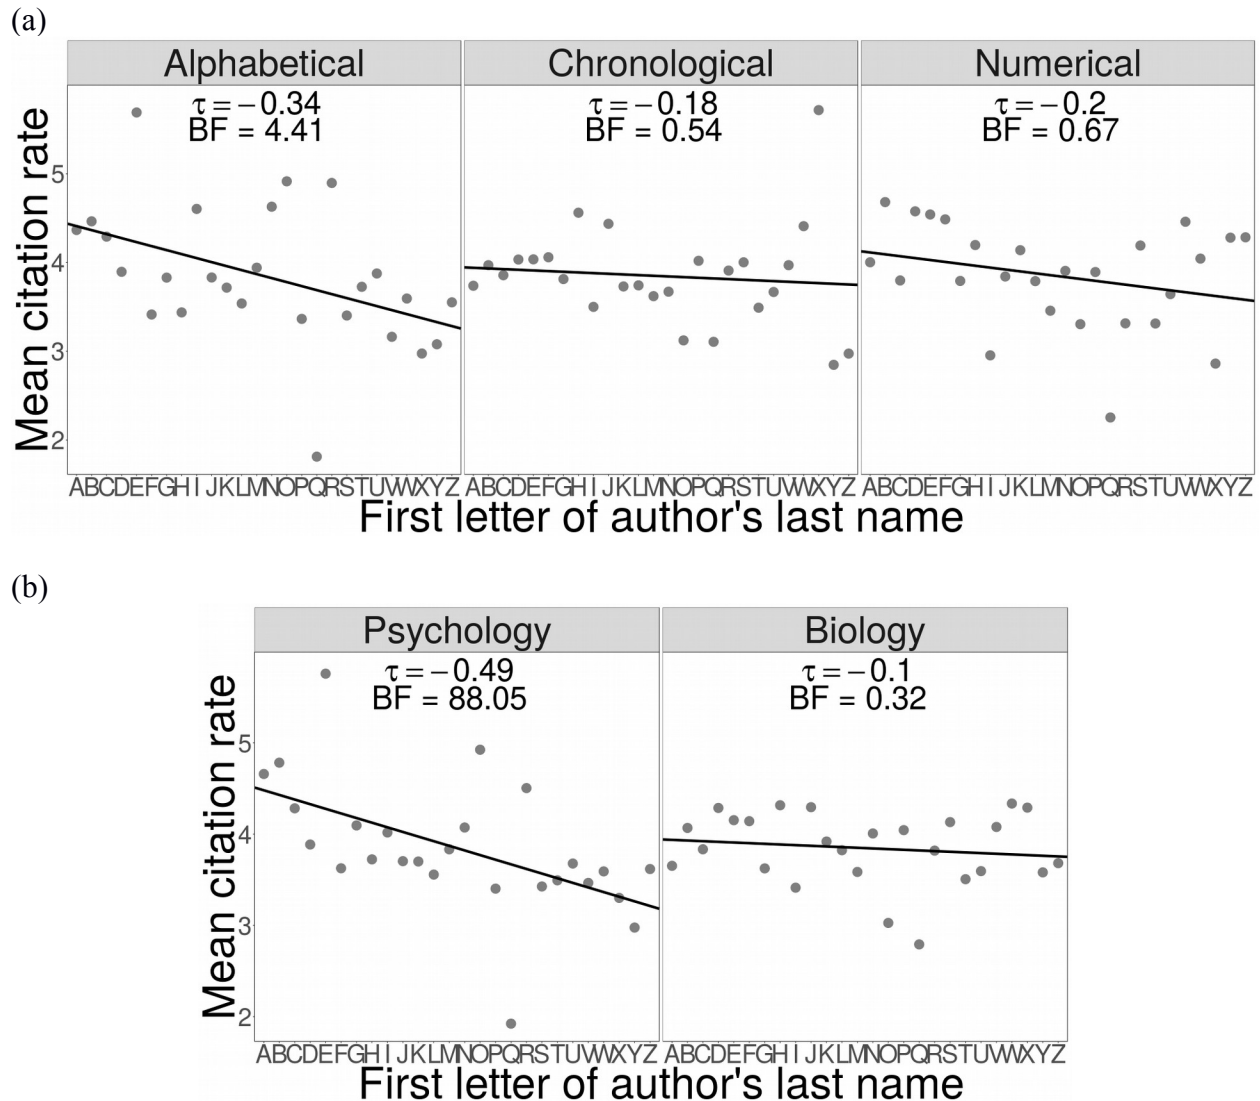 (a)
Alphabetical Chronological Numerical
τ = −0.34 τ = −0.18 τ = −0.2
BF = 4.41 BF = 0.54 BF = 0.67
Mean citation rate
5
4
3
2
ABCDEFGHIJKLMNOPQRSTUVWXYZ ABCDEFGHIJKLMNOPQRSTUVWXYZ ABCDEFGHIJKLMNOPQRSTUVWXYZ
First letter of author's last name
(b)
Psychology Biology
τ = −0.49 τ = −0.1
BF = 88.05 BF = 0.32
Mean citation rate
5
4
3
2
ABCDEFGHIJKLMNOPQRSTUVWXYZ ABCDEFGHIJKLMNOPQRSTUVWXYZ
First letter of author's last name